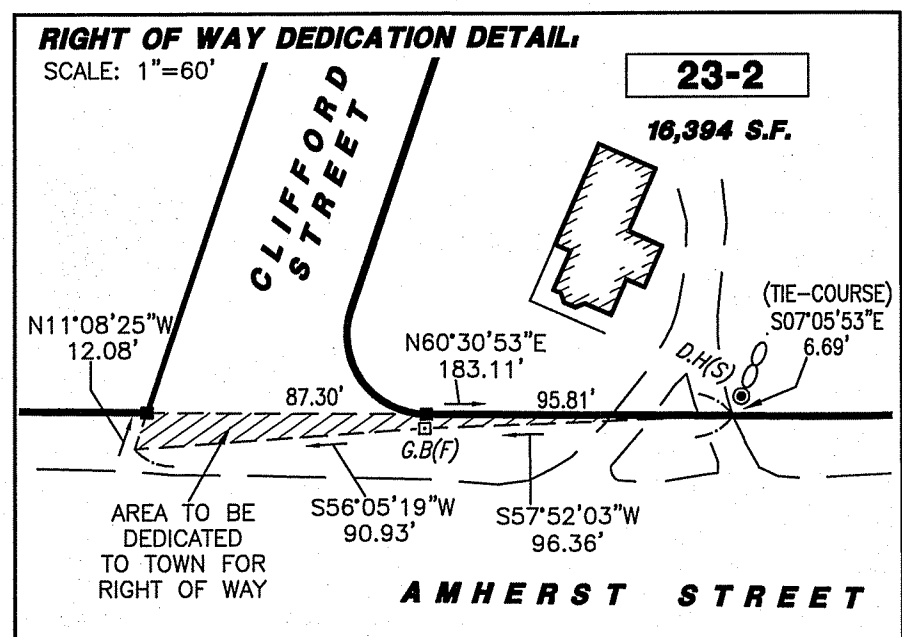 RIGHT OF WAY DEDICATION DETAIL:
SCALE: 1"=60'
23-2
16,394 S.F.
CLIFFORD
STREET
(TIE-COURSE)
S07°05'53"E
6.69'
D.H(S)
N11°08'25"W
12.08'
N60°30'53"E
183.11'
87.30'
95.81'
G.B(F)
S56°05'19"W
90.93'
S57°52'03"W
96.36'
AREA TO BE
DEDICATED
TO TOWN FOR
RIGHT OF WAY
AMHERST STREET